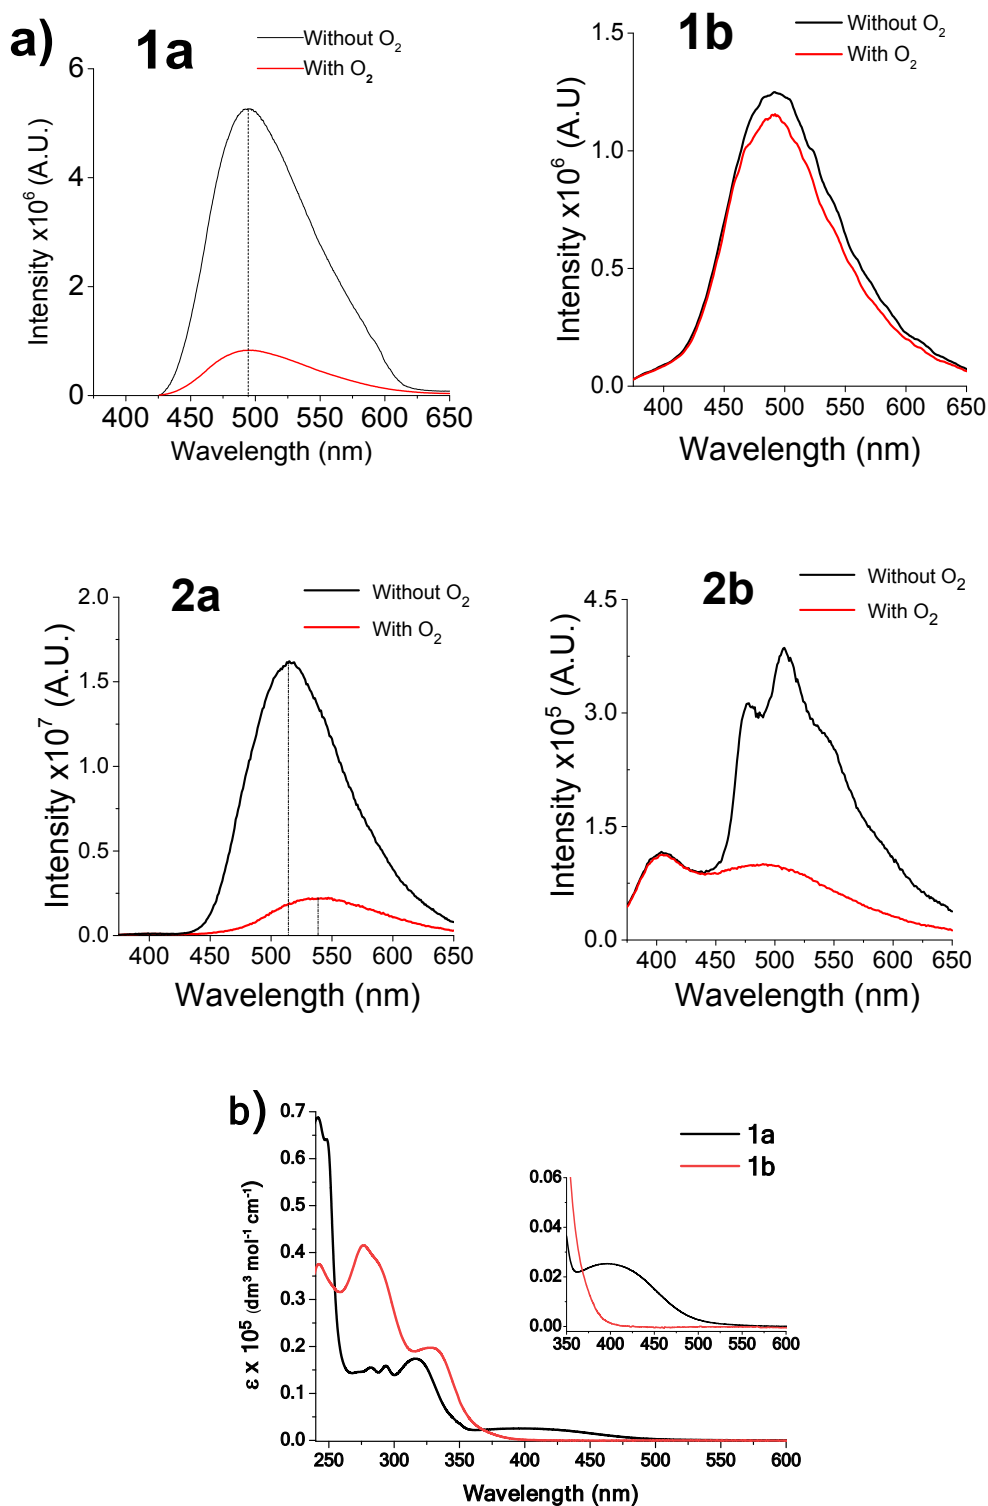 a)
1a
Without O2
With O2
6
4
2
0
Intensity x10^6 (A.U.)
400 450 500 550 600 650
Wavelength (nm)
1b
Without O2
With O2
1.5
1.0
0.5
0.0
Intensity x10^6 (A.U)
400 450 500 550 600 650
Wavelength (nm)
2a
Without O2
With O2
2.0
1.5
1.0
0.5
0.0
Intensity x10^7 (A.U.)
400 450 500 550 600 650
Wavelength (nm)
2b
Without O2
With O2
4.5
3.0
1.5
0.0
Intensity x10^5 (A.U.)
400 450 500 550 600 650
Wavelength (nm)
b)
0.7
0.6
0.5
0.4
0.3
0.2
0.1
0.0
ε x 10^5 (dm^3 mol^-1 cm^-1)
250 300 350 400 450 500 550 600
Wavelength (nm)
1a
1b
0.06
0.04
0.02
0.00
350 400 450 500 550 600